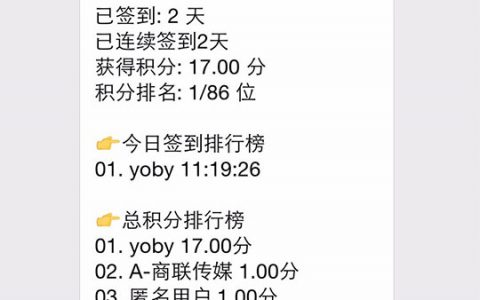 已签到: 2 天
已连续签到2天
获得积分: 17.00 分
积分排名: 1/86 位
👉今日签到排行榜
01. yoby 11:19:26
👉总积分排行榜
01. yoby 17.00分
02. A-商联传媒 1.00分
03. 匿名用户 1.00分